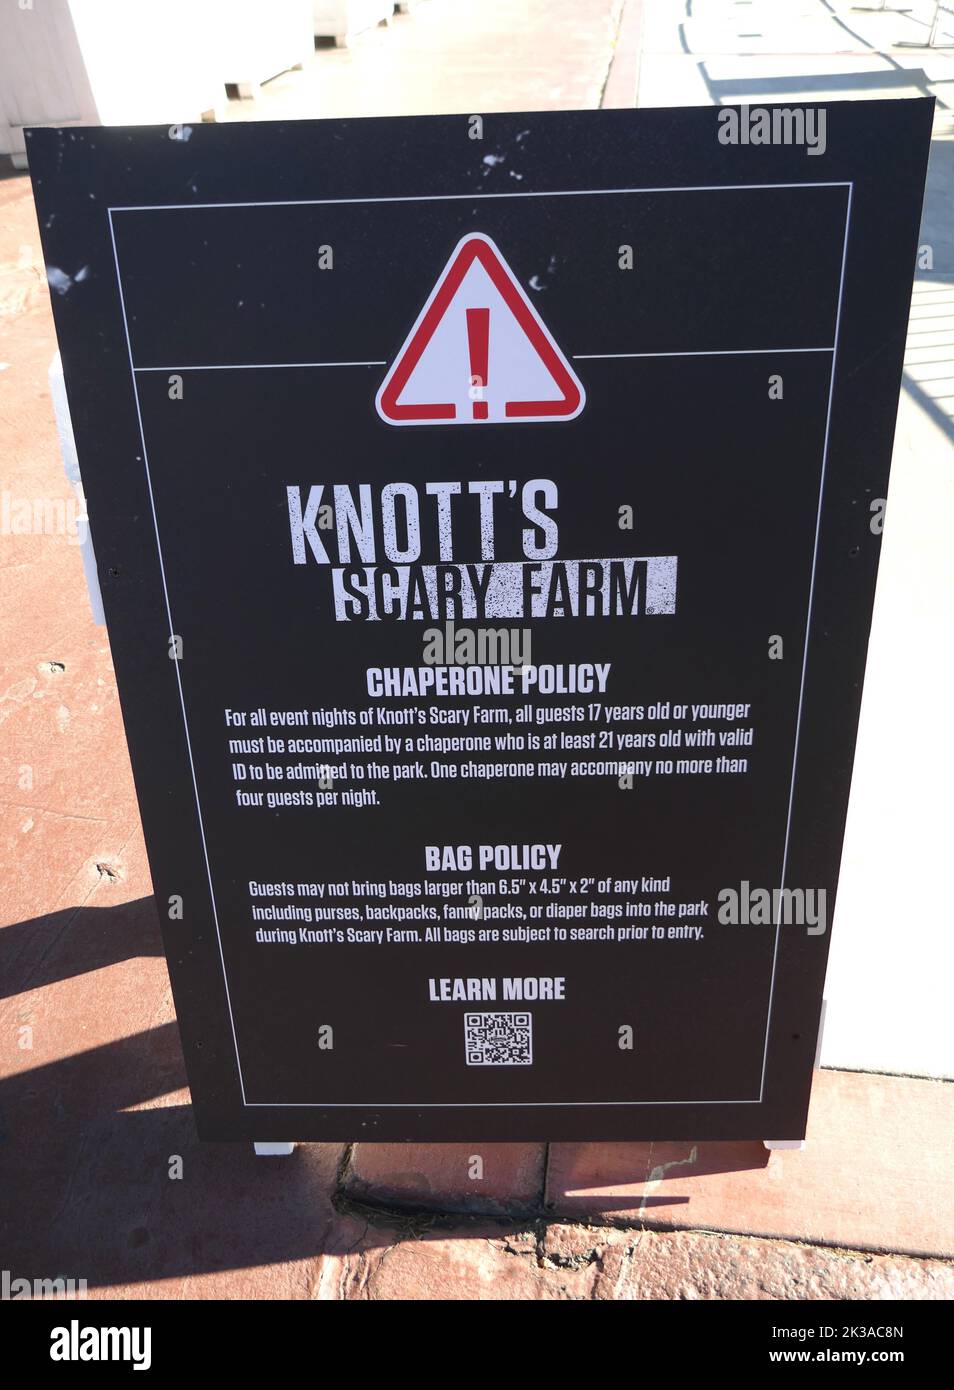 KNOTT'S
SCARY FARM
CHAPERONE POLICY
For all event nights of Knott's Scary Farm, all guests 17 years old or younger
must be accompanied by a chaperone who is at least 21 years old with valid
ID to be admitted to the park. One chaperone may accompany no more than
four guests per night.
BAG POLICY
Guests may not bring bags larger than 6.5" x 4.5" x 2" of any kind
including purses, backpacks, fanny packs, or diaper bags into the park
during Knott's Scary Farm. All bags are subject to search prior to entry.
LEARN MORE
alamy
Image ID: 2K3AC8N
www.alamy.com